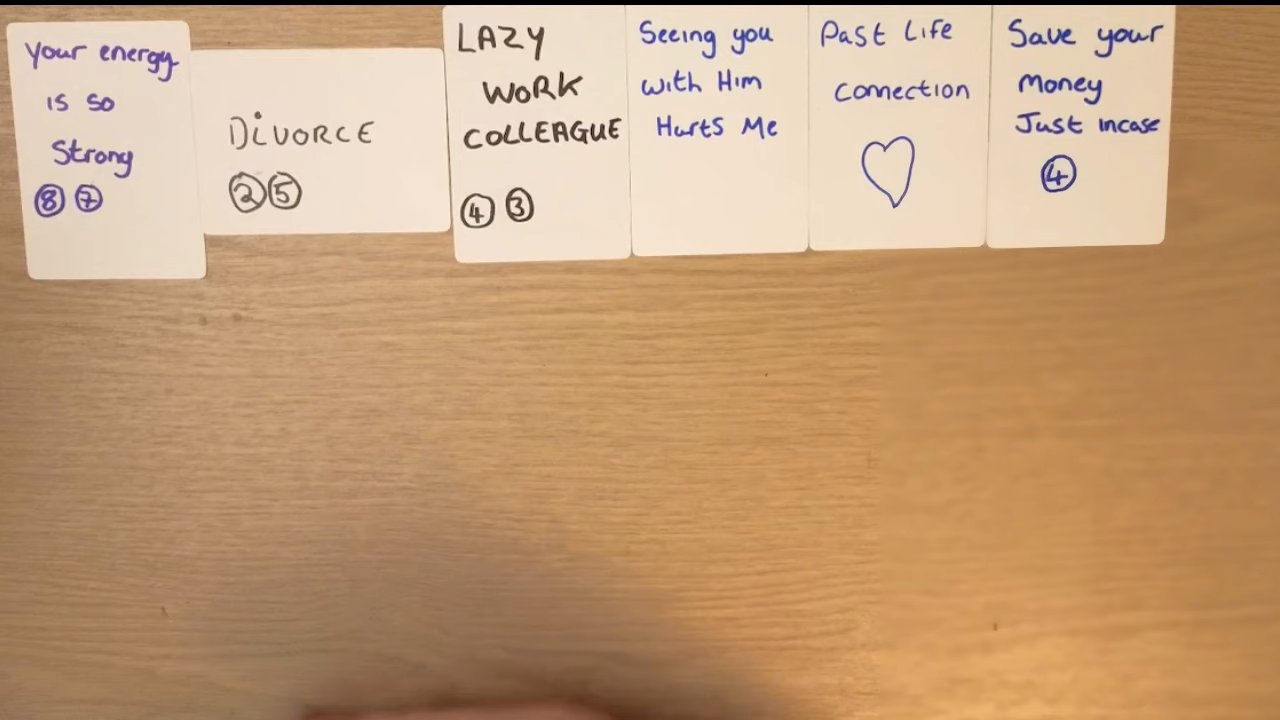 Your energy
is so
Strong
8 7
DiVORCE
2 5
LAZY
WORK
COLLEAGUE
4 3
Seeing you
with Him
Hurts Me
Past Life
Connection
Save your
Money
Just incase
4